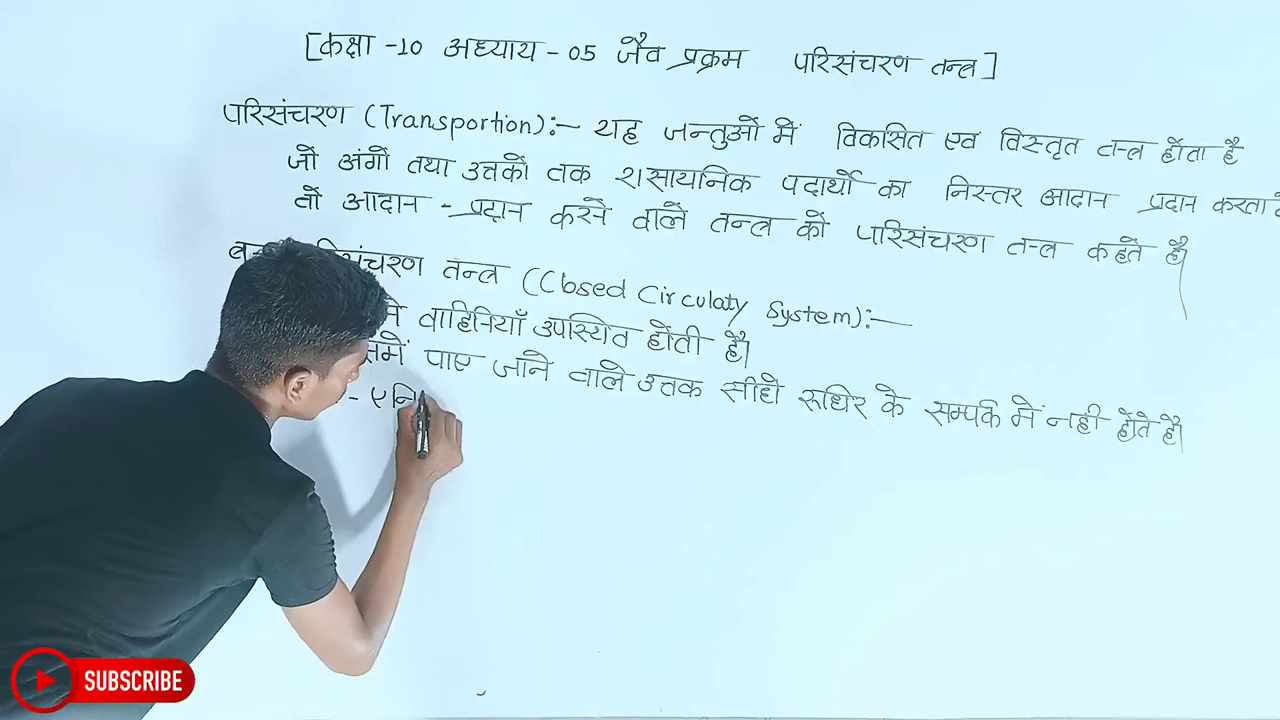 [कक्षा -10 अध्याय - 05 जैव प्रक्रम परिसंचरण तन्त्र]
परिसंचरण (Transportion):- यह जन्तुओं में विकसित एवं विस्तृत तन्त्र होता है
जो अंगों तथा उत्तकों तक रासायनिक पदार्थो का निस्तर आदान प्रदान करता
तो आदान - प्रदान करने वाले तन्त्र को परिसंचरण तन्त्र कहते है।
परिसंचरण तन्त्र (Closed Circulaty System):-
वाहिनियाँ उपस्थित होती है।
पाए जाने वाले उत्तक सीधे रूधिर के सम्पर्क में नही होते है।
- एनि
SUBSCRIBE